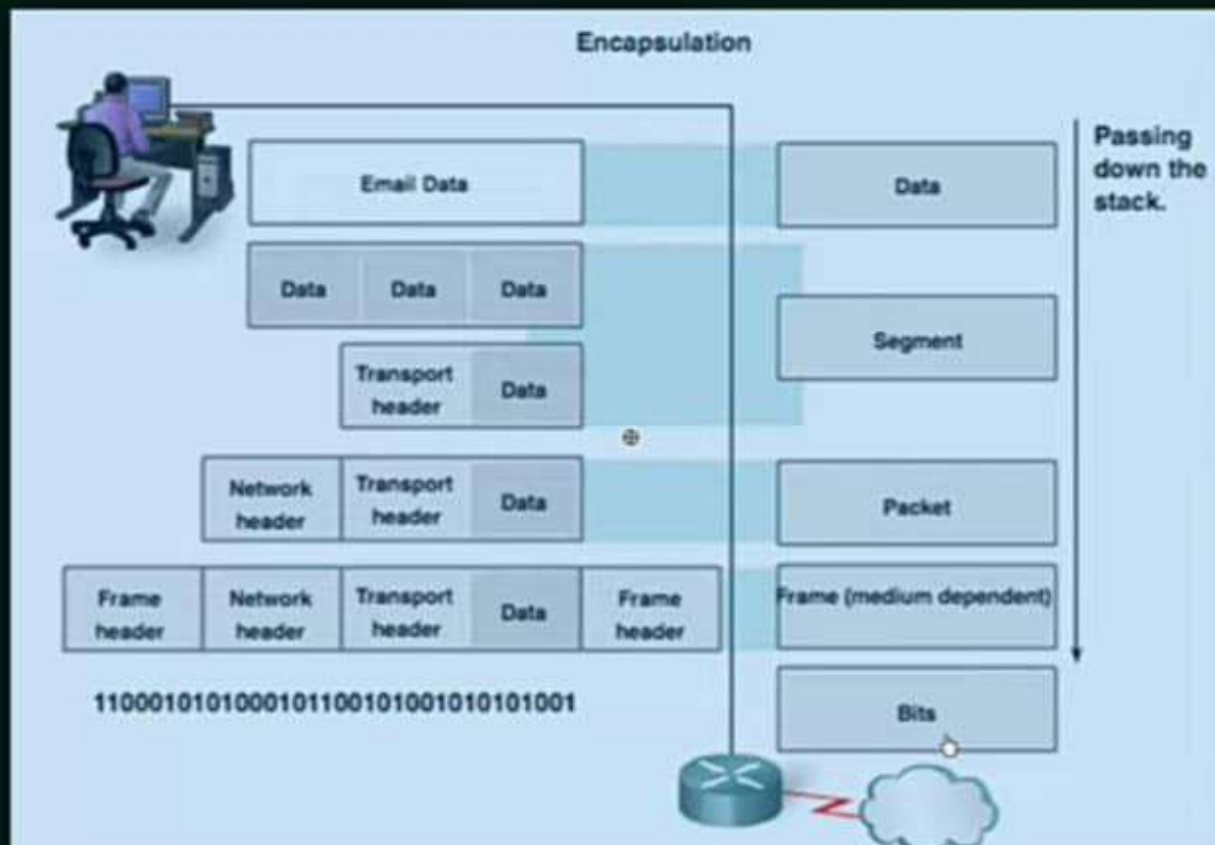 Encapsulation
Passing
down the
stack.
Email Data
Data
Data Data Data
Segment
Transport
header
Data
Network
header
Transport
header
Data
Packet
Frame
header
Network
header
Transport
header
Data
Frame
header
Frame (medium dependent)
1100010101000101100101001010101001
Bits